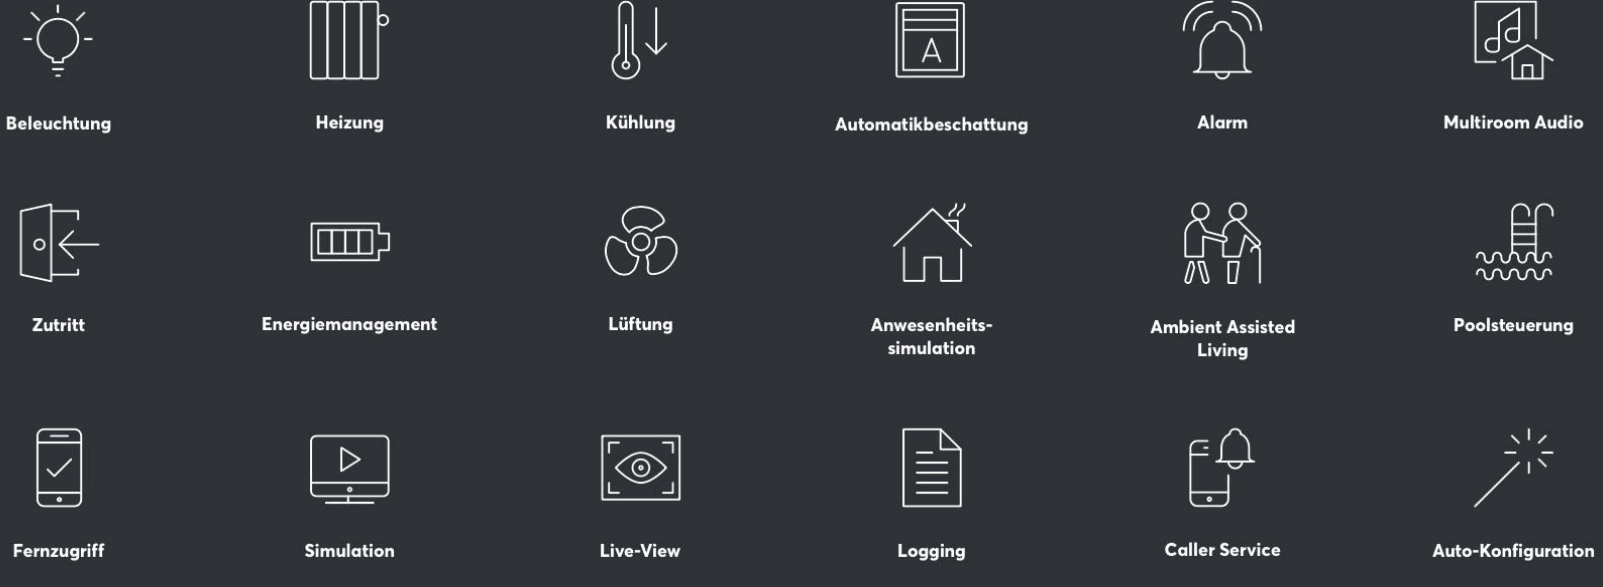 Beleuchtung
Heizung
Kühlung
Automatikbeschattung
A
Alarm
Multiroom Audio
Zutritt
Energiemanagement
Lüftung
Anwesenheits-
simulation
Ambient Assisted
Living
Poolsteuerung
Fernzugriff
Simulation
Live-View
Logging
Caller Service
Auto-Konfiguration